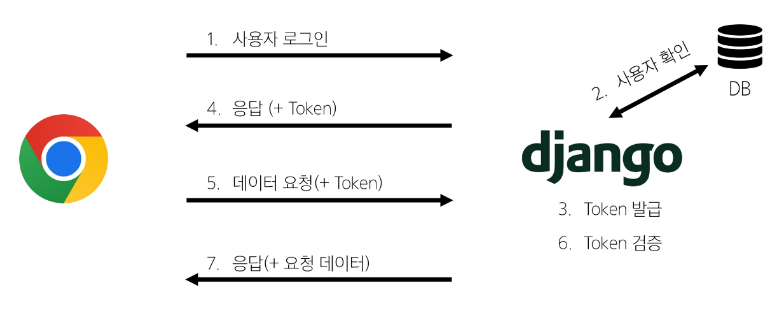 1. 사용자 로그인
2. 사용자 확인
DB
4. 응답 (+ Token)
django
5. 데이터 요청(+ Token)
3. Token 발급
6. Token 검증
7. 응답(+ 요청 데이터)